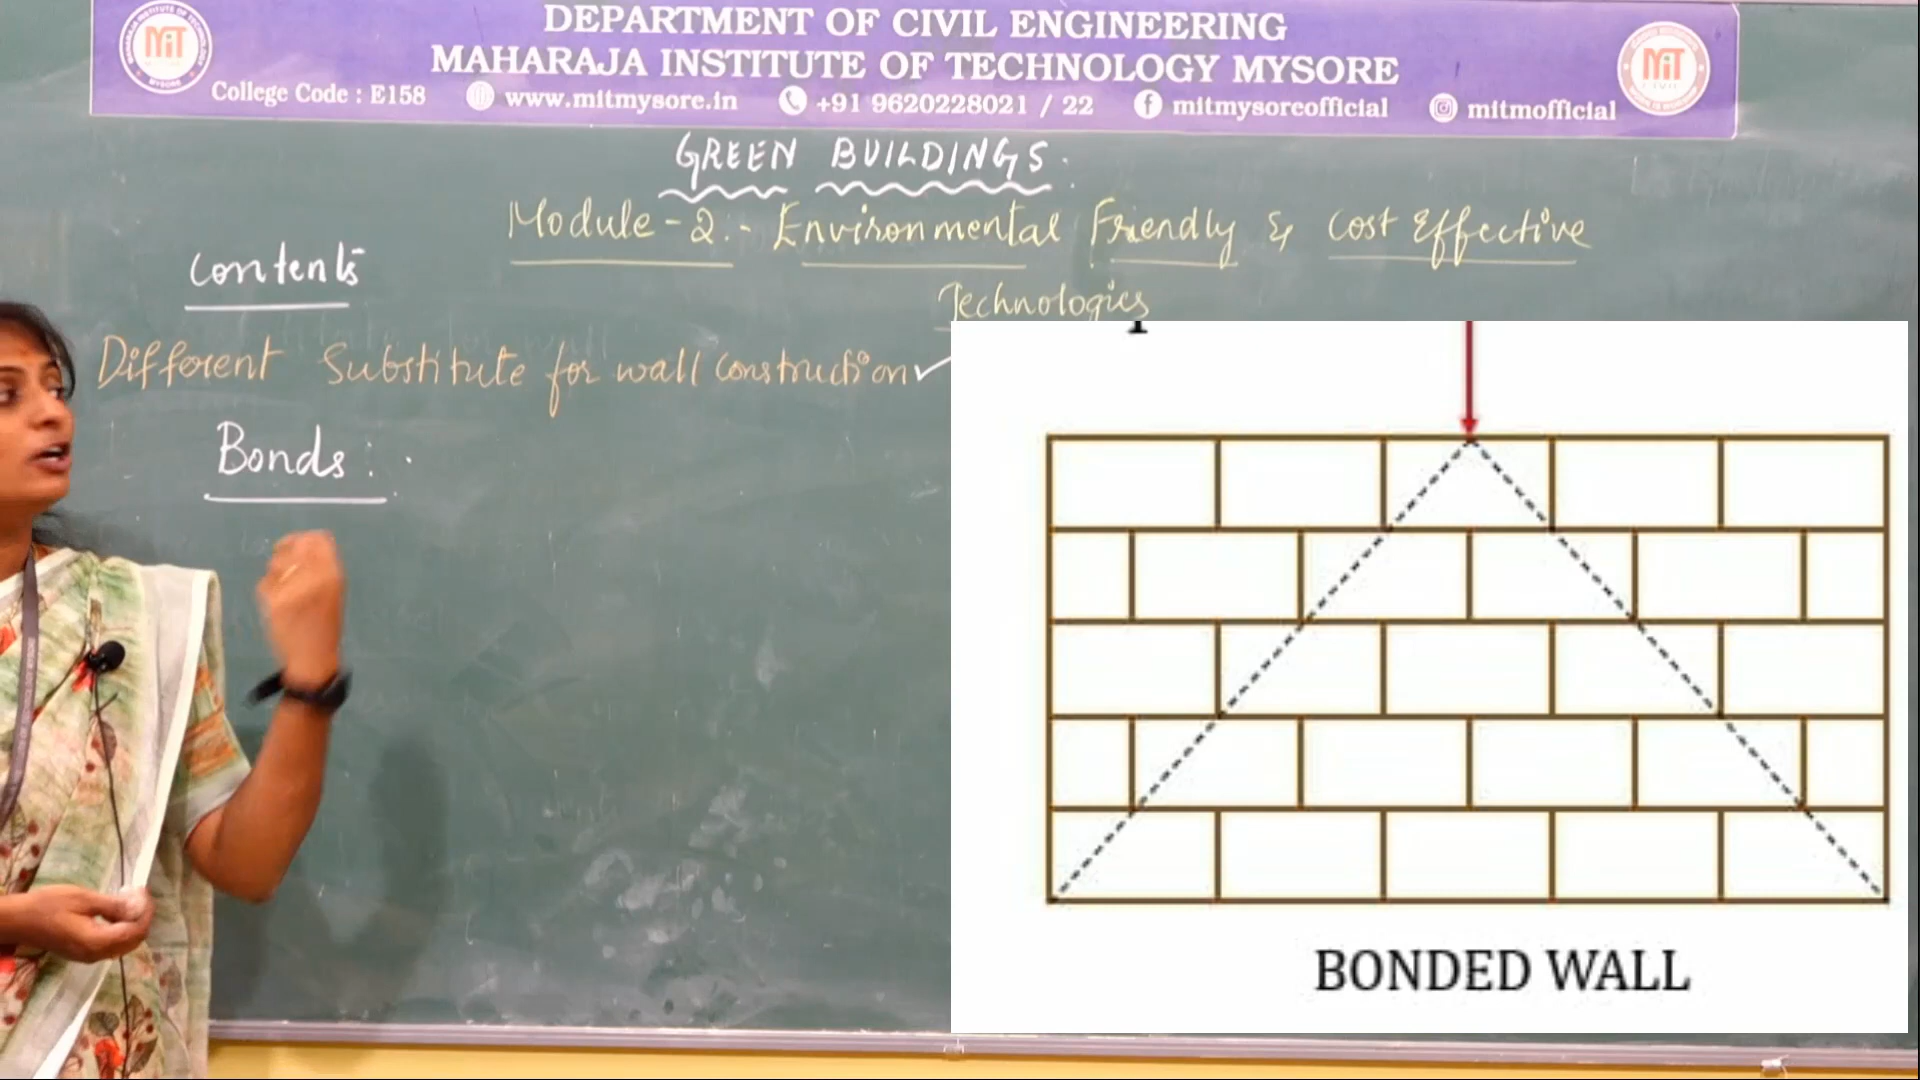 DEPARTMENT OF CIVIL ENGINEERING
MAHARAJA INSTITUTE OF TECHNOLOGY MYSORE
College Code : E158 www.mitmysore.in +91 9620228021 / 22 mitmysoreofficial mitmofficial
MIT
MIT
GREEN BUILDINGS.
Module-2:- Environmental Friendly & Cost Effective
Technologies
Contents
Different Substitute for wall construction
Bonds:
BONDED WALL